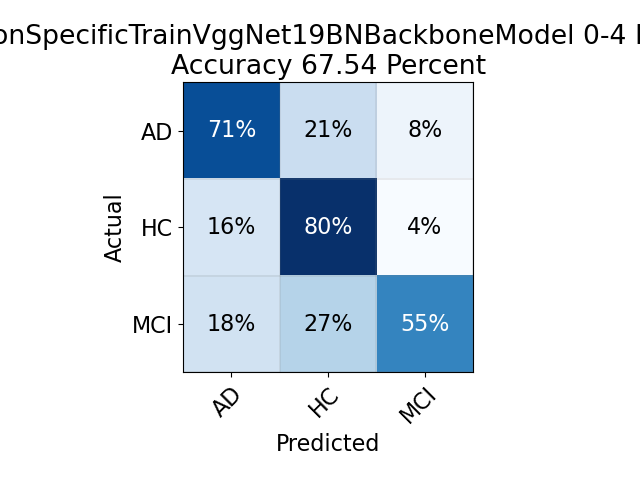 onSpecificTrainVggNet19BNBackboneModel 0-4
Accuracy 67.54 Percent
AD 71% 21% 8%
HC 16% 80% 4%
MCI 18% 27% 55%
Actual
AD HC MCI
Predicted